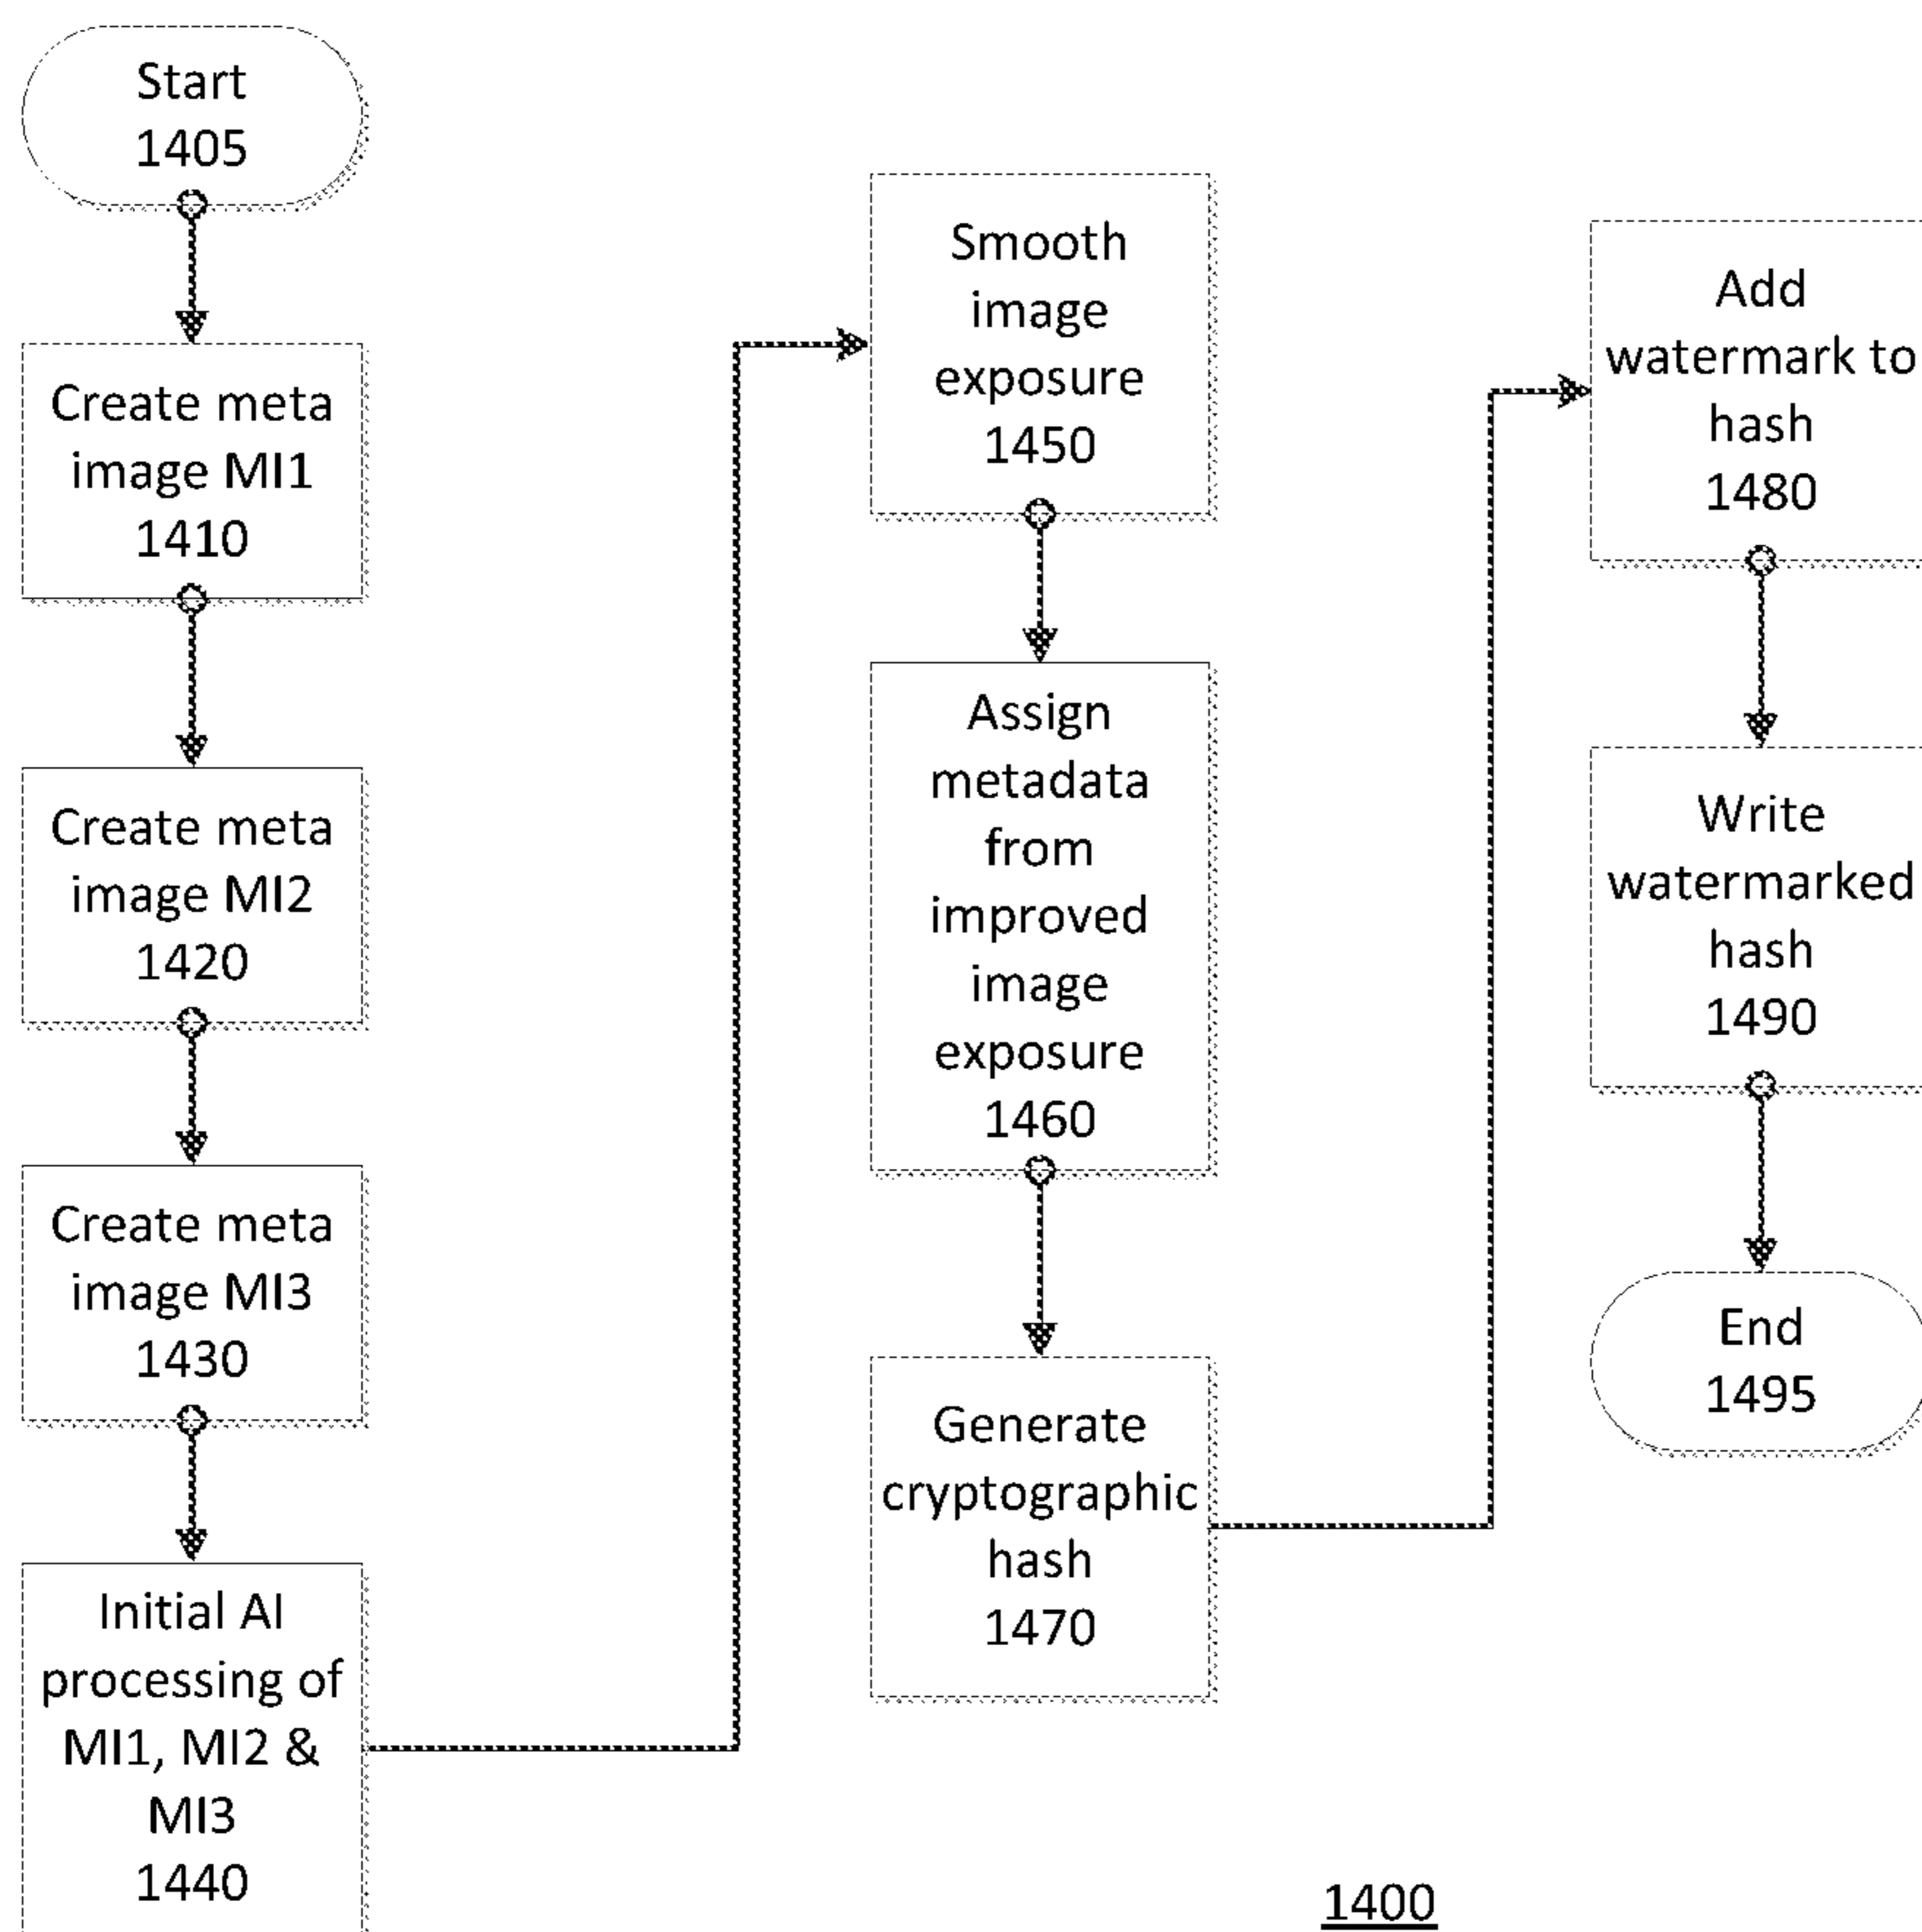 Start
1405
Create meta
image MI1
1410
Create meta
image MI2
1420
Create meta
image MI3
1430
Initial AI
processing of
MI1, MI2 &
MI3
1440
Smooth
image
exposure
1450
Assign
metadata
from
improved
image
exposure
1460
Generate
cryptographic
hash
1470
Add
watermark to
hash
1480
Write
watermarked
hash
1490
End
1495
1400